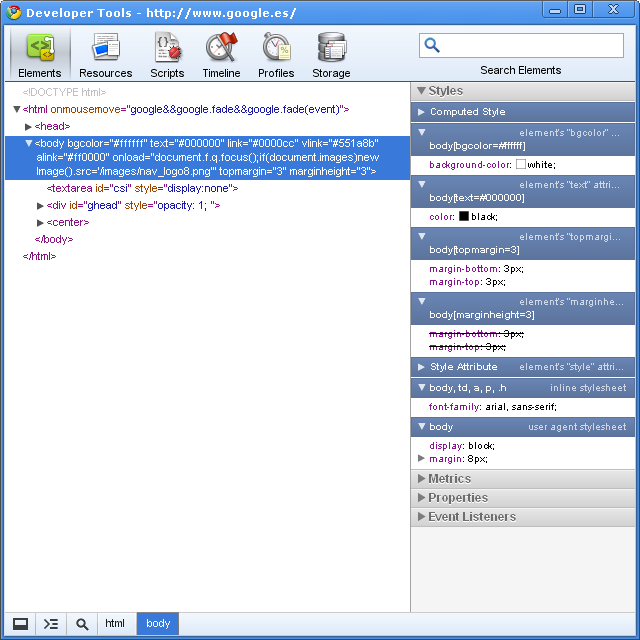 Developer Tools - http://www.google.es/
Elements
Resources
Scripts
Timeline
Profiles
Storage
Search Elements
<!DOCTYPE html>
<html onmousemove="google&&google.fade&&google.fade(event)">
<head>
<body bgcolor="#ffffff" text="#000000" link="#0000cc" vlink="#551a8b"
alink="#ff0000" onload="document.f.q.focus();if(document.images)new
Image().src='/images/nav_logo8.png'" topmargin="3" marginheight="3">
<textarea id="csi" style="display:none">
<div id="ghead" style="opacity: 1; ">
<center>
</body>
</html>
Styles
Computed Style
element's "bgcolor" ...
body[bgcolor=#ffffff]
background-color: white;
element's "text" attri...
body[text=#000000]
color: black;
element's "topmargi...
body[topmargin=3]
margin-bottom: 3px;
margin-top: 3px;
element's "marginhe...
body[marginheight=3]
margin-bottom: 3px;
margin-top: 3px;
Style Attribute element's "style" attri...
body, td, a, p, .h inline stylesheet
font-family: arial, sans-serif;
body user agent stylesheet
display: block;
margin: 8px;
Metrics
Properties
Event Listeners
html
body